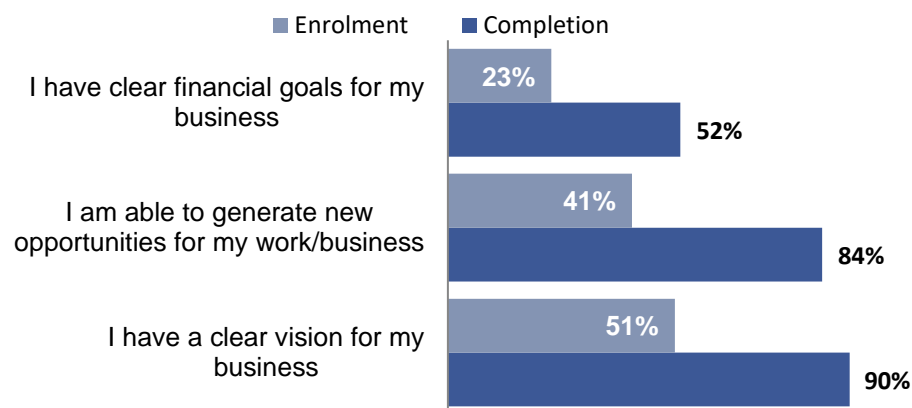 Enrolment Completion
I have clear financial goals for my
business
23%
52%
I am able to generate new
opportunities for my work/business
41%
84%
I have a clear vision for my
business
51%
90%